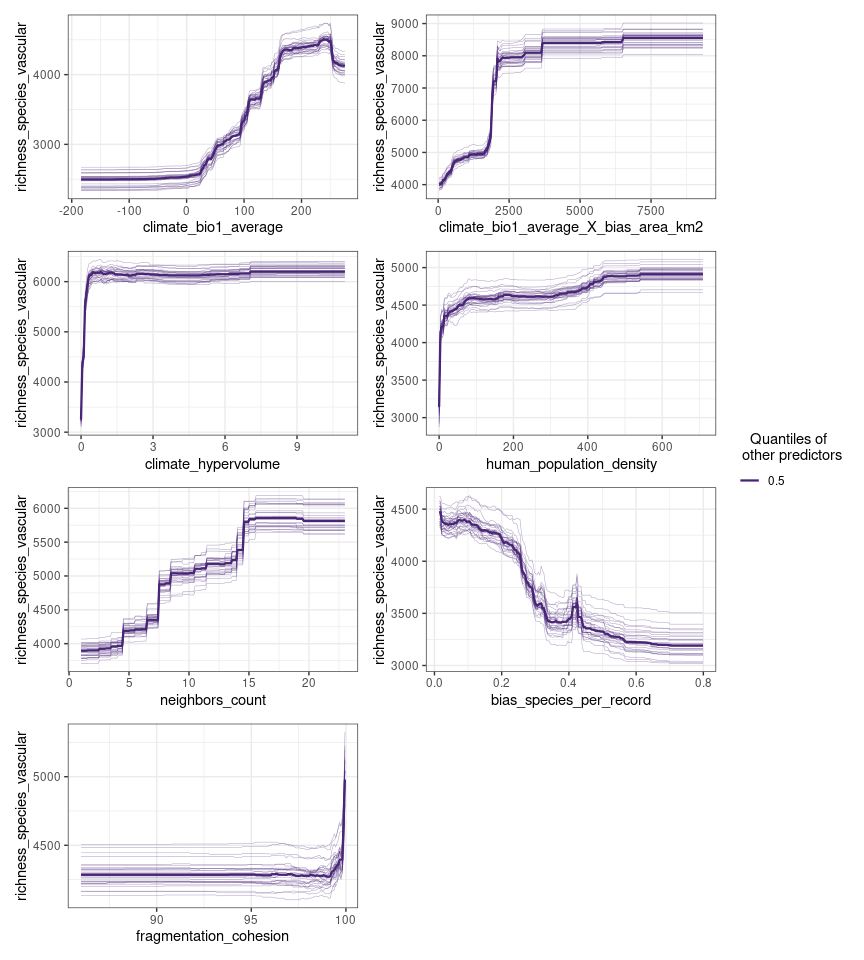 richness_species_vascular
4000
3000
-200 -100 0 100 200
climate_bio1_average
richness_species_vascular
9000
8000
7000
6000
5000
4000
0 2500 5000 7500
climate_bio1_average_X_bias_area_km2
richness_species_vascular
6000
5000
4000
3000
0 3 6 9
climate_hypervolume
richness_species_vascular
5000
4500
4000
3500
3000
0 200 400 600
human_population_density
Quantiles of
other predictors
0.5
richness_species_vascular
6000
5500
5000
4500
4000
0 5 10 15 20
neighbors_count
richness_species_vascular
4500
4000
3500
3000
0.0 0.2 0.4 0.6 0.8
bias_species_per_record
richness_species_vascular
5000
4500
90 95 100
fragmentation_cohesion